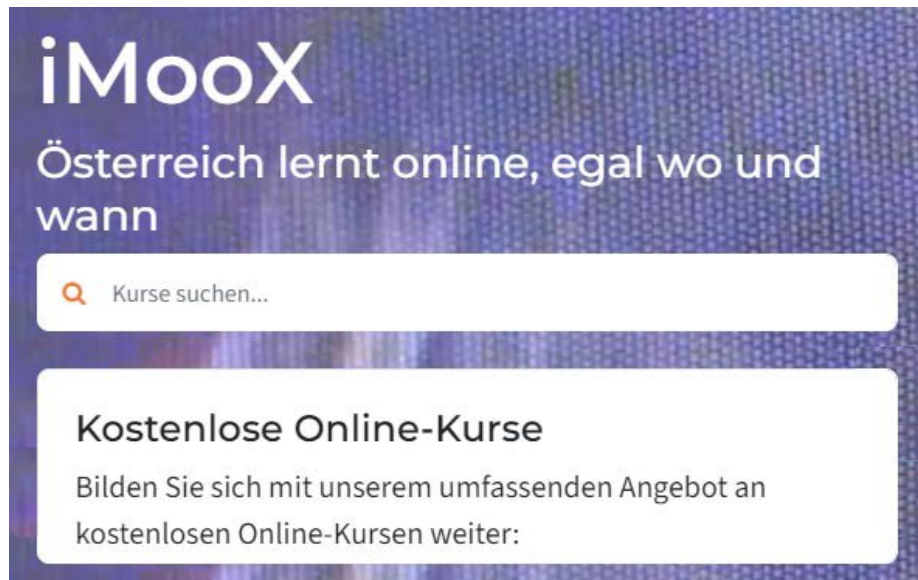 iMooX
Österreich lernt online, egal wo und
wann
Kurse suchen...
Kostenlose Online-Kurse
Bilden Sie sich mit unserem umfassenden Angebot an
kostenlosen Online-Kursen weiter: